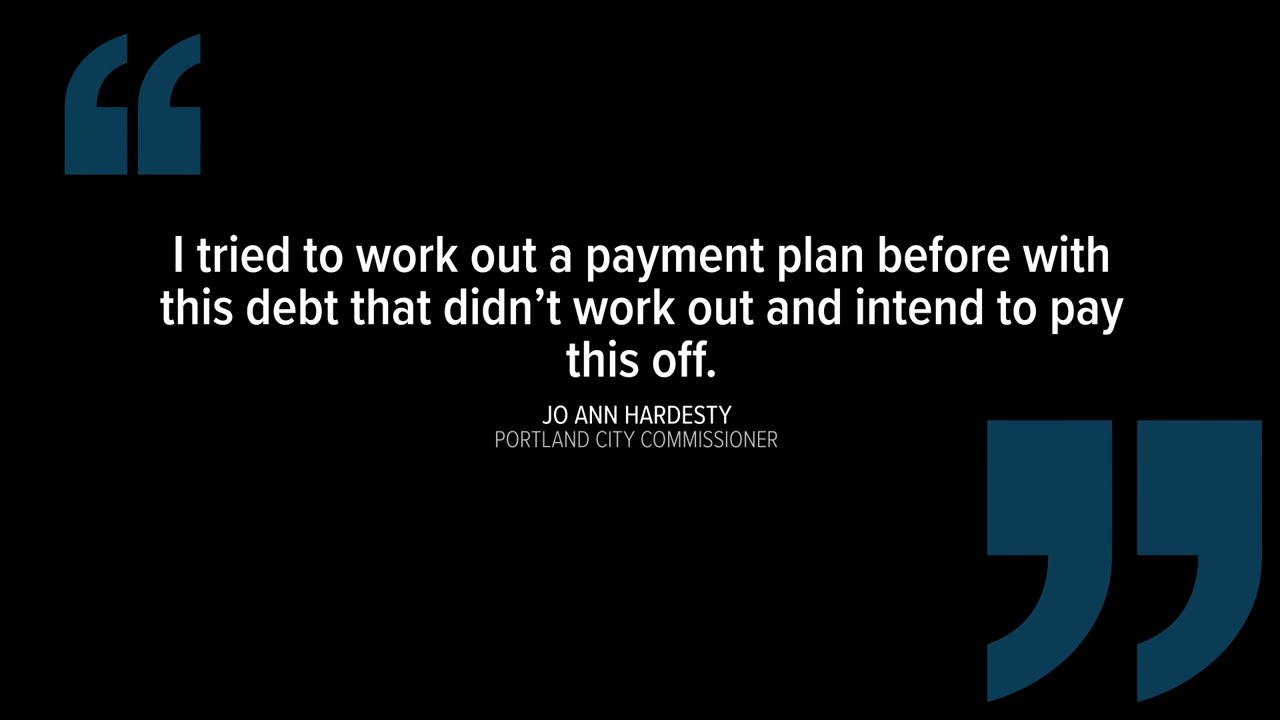 I tried to work out a payment plan before with
this debt that didn’t work out and intend to pay
this off.
JO ANN HARDESTY
PORTLAND CITY COMMISSIONER